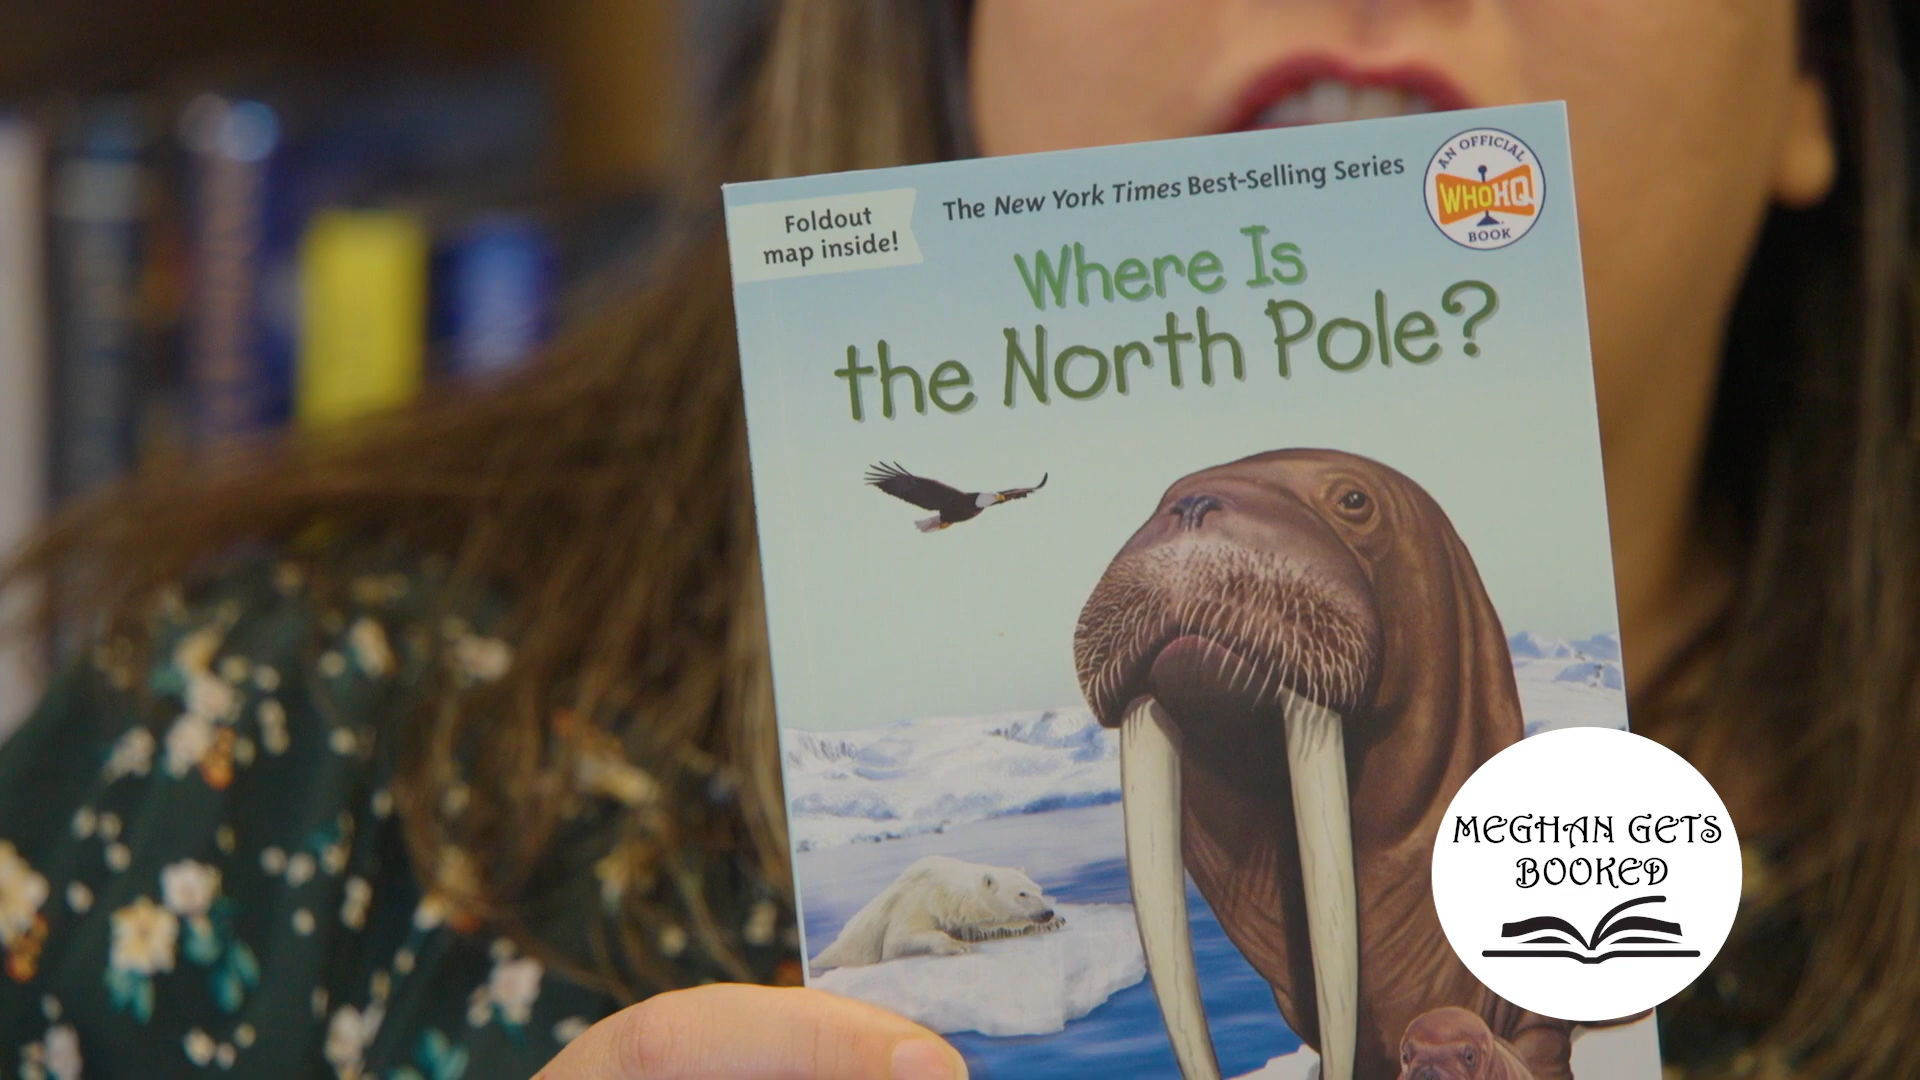 Foldout
map inside!
The New York Times Best-Selling Series
AN OFFICIAL
WHOHQ
BOOK
Where Is
the North Pole?
MEGHAN GETS
BOOKED